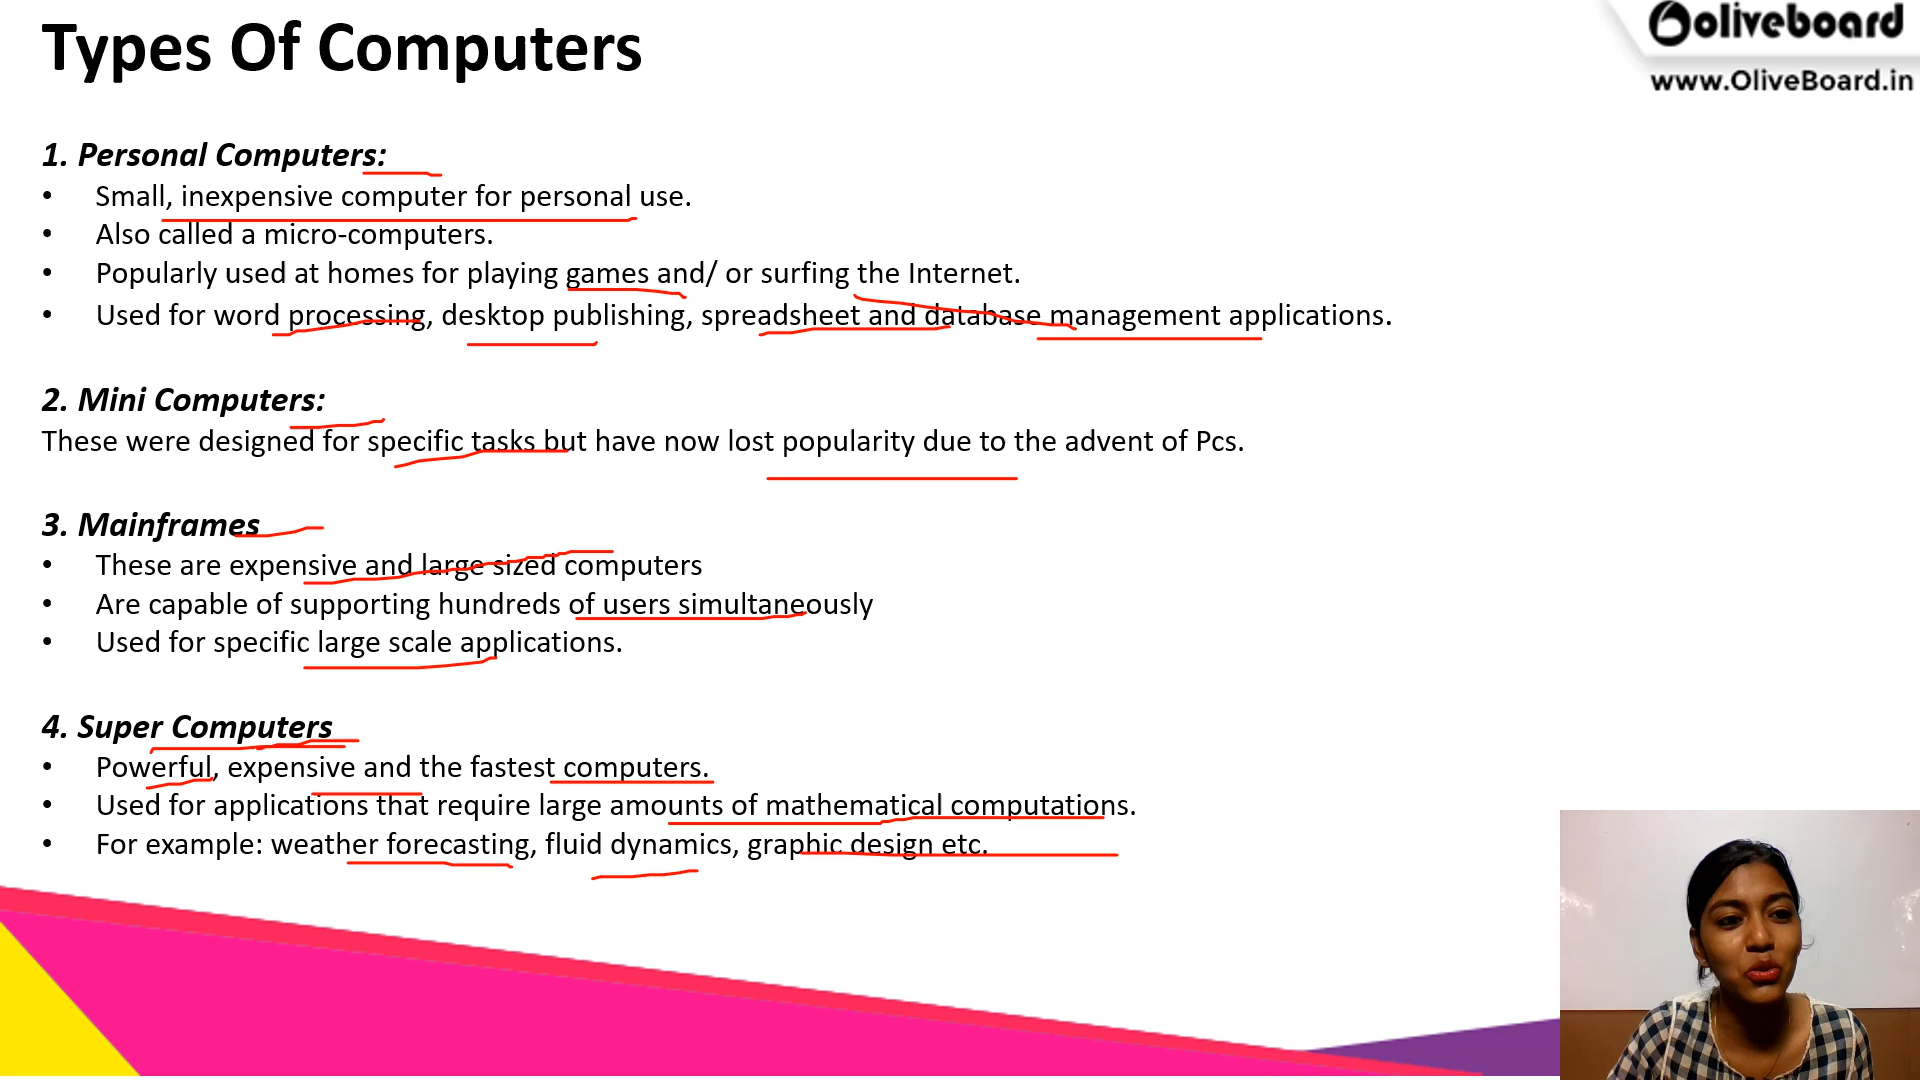 Types Of Computers
oliveboard
www.OliveBoard.in
1. Personal Computers:
• Small, inexpensive computer for personal use.
• Also called a micro-computers.
• Popularly used at homes for playing games and/ or surfing the Internet.
• Used for word processing, desktop publishing, spreadsheet and database management applications.
2. Mini Computers:
These were designed for specific tasks but have now lost popularity due to the advent of Pcs.
3. Mainframes
• These are expensive and large sized computers
• Are capable of supporting hundreds of users simultaneously
• Used for specific large scale applications.
4. Super Computers
• Powerful, expensive and the fastest computers.
• Used for applications that require large amounts of mathematical computations.
• For example: weather forecasting, fluid dynamics, graphic design etc.